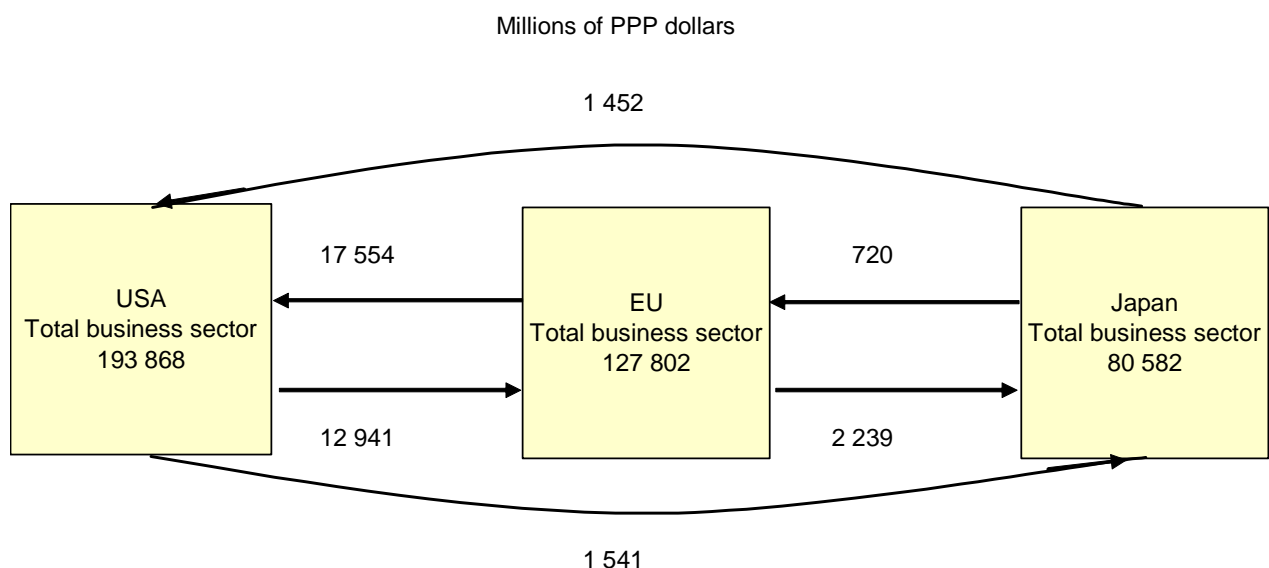 Millions of PPP dollars
1 452
17 554
720
USA
Total business sector
193 868
EU
Total business sector
127 802
Japan
Total business sector
80 582
12 941
2 239
1 541